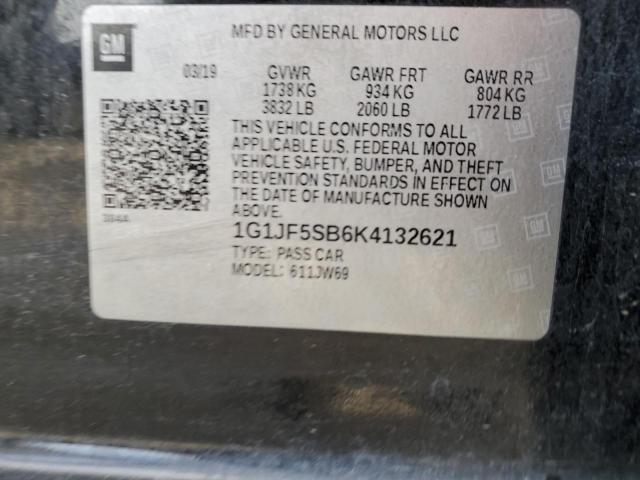 GM
MFD BY GENERAL MOTORS LLC
03/19 GVWR GAWR FRT GAWR RR
1738 KG 934 KG 804 KG
3832 LB 2060 LB 1772 LB
THIS VEHICLE CONFORMS TO ALL
APPLICABLE U.S. FEDERAL MOTOR
VEHICLE SAFETY, BUMPER, AND THEFT
PREVENTION STANDARDS IN EFFECT ON
THE DATE OF MANUFACTURE SHOWN
ABOVE.
1G1JF5SB6K4132621
TYPE: PASS CAR
MODEL: 611JW69